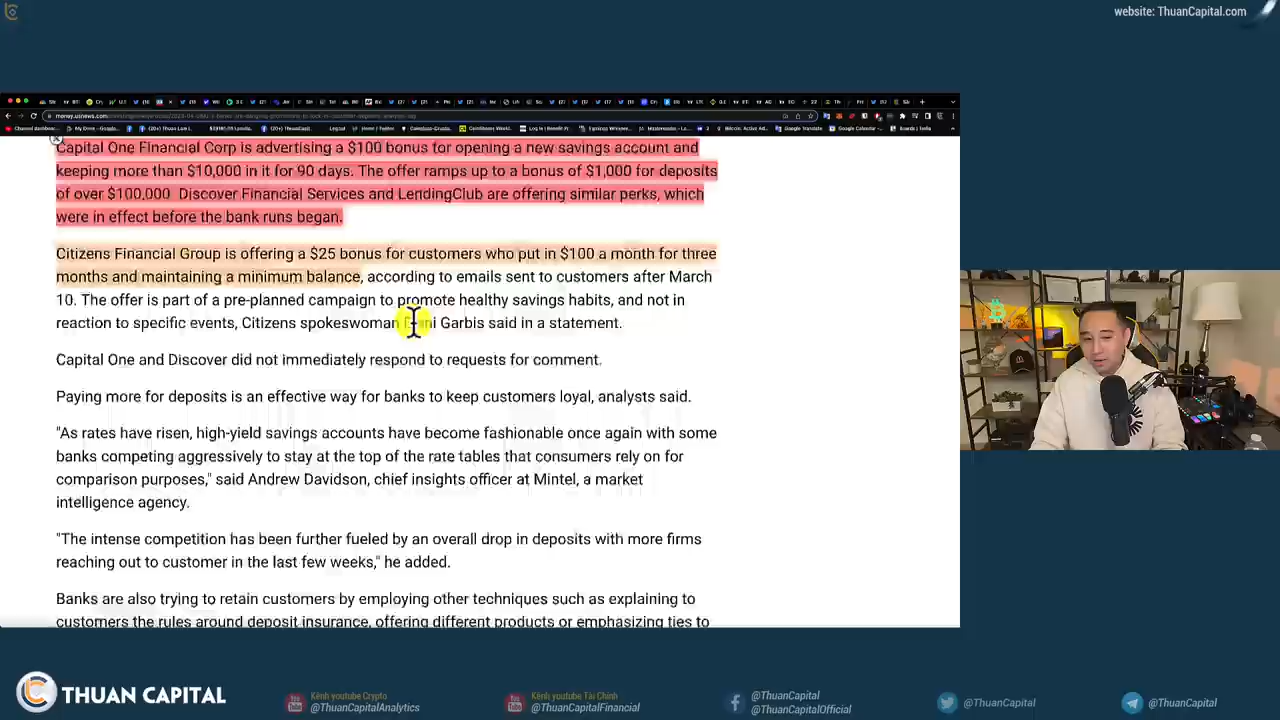 website: ThuanCapital.com
Capital One Financial Corp is advertising a $100 bonus for opening a new savings account and
keeping more than $10,000 in it for 90 days. The offer ramps up to a bonus of $1,000 for deposits
of over $100,000. Discover Financial Services and LendingClub are offering similar perks, which
were in effect before the bank runs began.
Citizens Financial Group is offering a $25 bonus for customers who put in $100 a month for three
months and maintaining a minimum balance, according to emails sent to customers after March
10. The offer is part of a pre-planned campaign to promote healthy savings habits, and not in
reaction to specific events, Citizens spokeswoman Garbis said in a statement.
Capital One and Discover did not immediately respond to requests for comment.
Paying more for deposits is an effective way for banks to keep customers loyal, analysts said.
"As rates have risen, high-yield savings accounts have become fashionable once again with some
banks competing aggressively to stay at the top of the rate tables that consumers rely on for
comparison purposes," said Andrew Davidson, chief insights officer at Mintel, a market
intelligence agency.
"The intense competition has been further fueled by an overall drop in deposits with more firms
reaching out to customer in the last few weeks," he added.
Banks are also trying to retain customers by employing other techniques such as explaining to
customers the rules around deposit insurance, offering different products or emphasizing ties to
THUAN CAPITAL
Kênh youtube Crypto
@ThuanCapitalAnalytics
Kênh youtube Tài Chính
@ThuanCapitalFinancial
@ThuanCapital
@ThuanCapitalOfficial
@ThuanCapital
@ThuanCapital